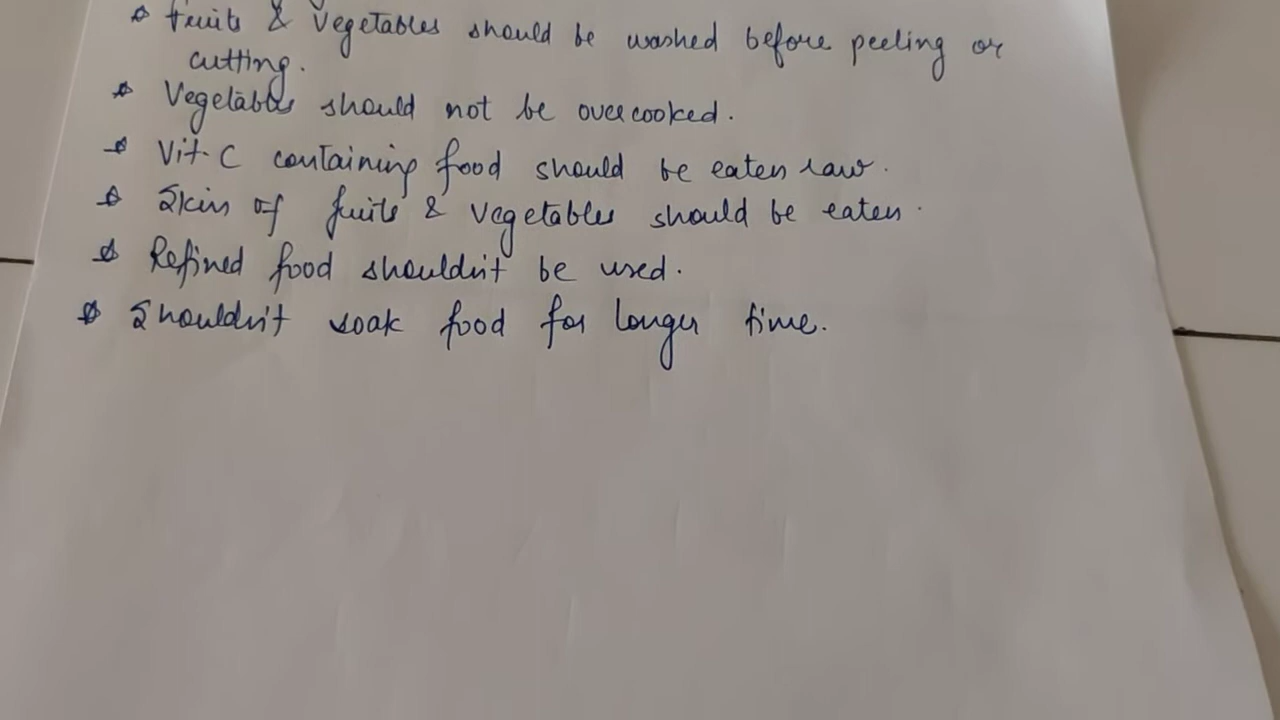 ☆ fruits & Vegetables should be washed before peeling or
cutting.
☆ Vegetables should not be overcooked.
☆ Vit-C containing food should be eaten raw.
☆ Skin of fruits & vegetables should be eaten.
☆ Refined food shouldn't be used.
☆ Shouldn't soak food for longer time.